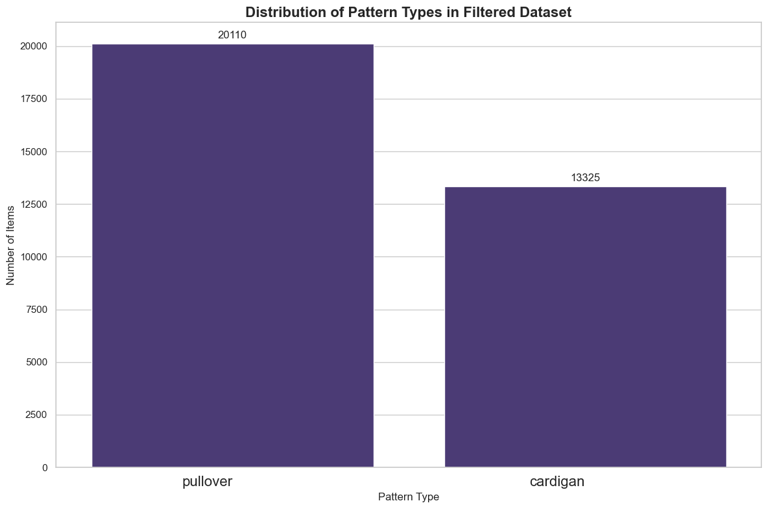 Distribution of Pattern Types in Filtered Dataset
20110
13325
20000
17500
15000
12500
10000
7500
5000
2500
0
Number of Items
pullover
cardigan
Pattern Type